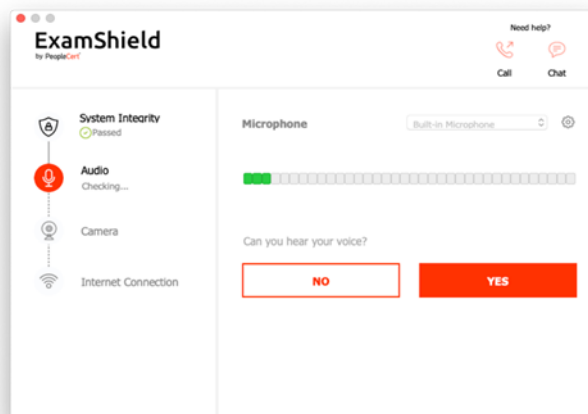 Need help?
ExamShield
by PeopleCert
Call
Chat
System Integrity
Passed
Audio
Checking...
Camera
Internet Connection
Microphone
Built-in Microphone
Can you hear your voice?
NO
YES